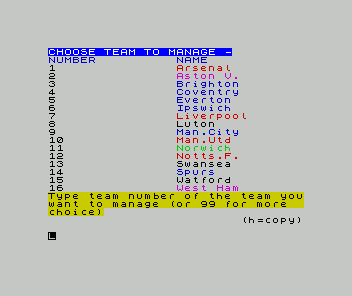 CHOOSE TEAM TO MANAGE -
NUMBER NAME
1 Arsenal
2 Aston V.
3 Brighton
4 Coventry
5 Everton
6 Ipswich
7 Liverpool
8 Luton
9 Man.City
10 Man.Utd
11 Norwich
12 Notts.F.
13 Swansea
14 Spurs
15 Watford
16 West Ham
Type team number of the team you
want to manage (or 99 for more
choice)
(h=copy)
L